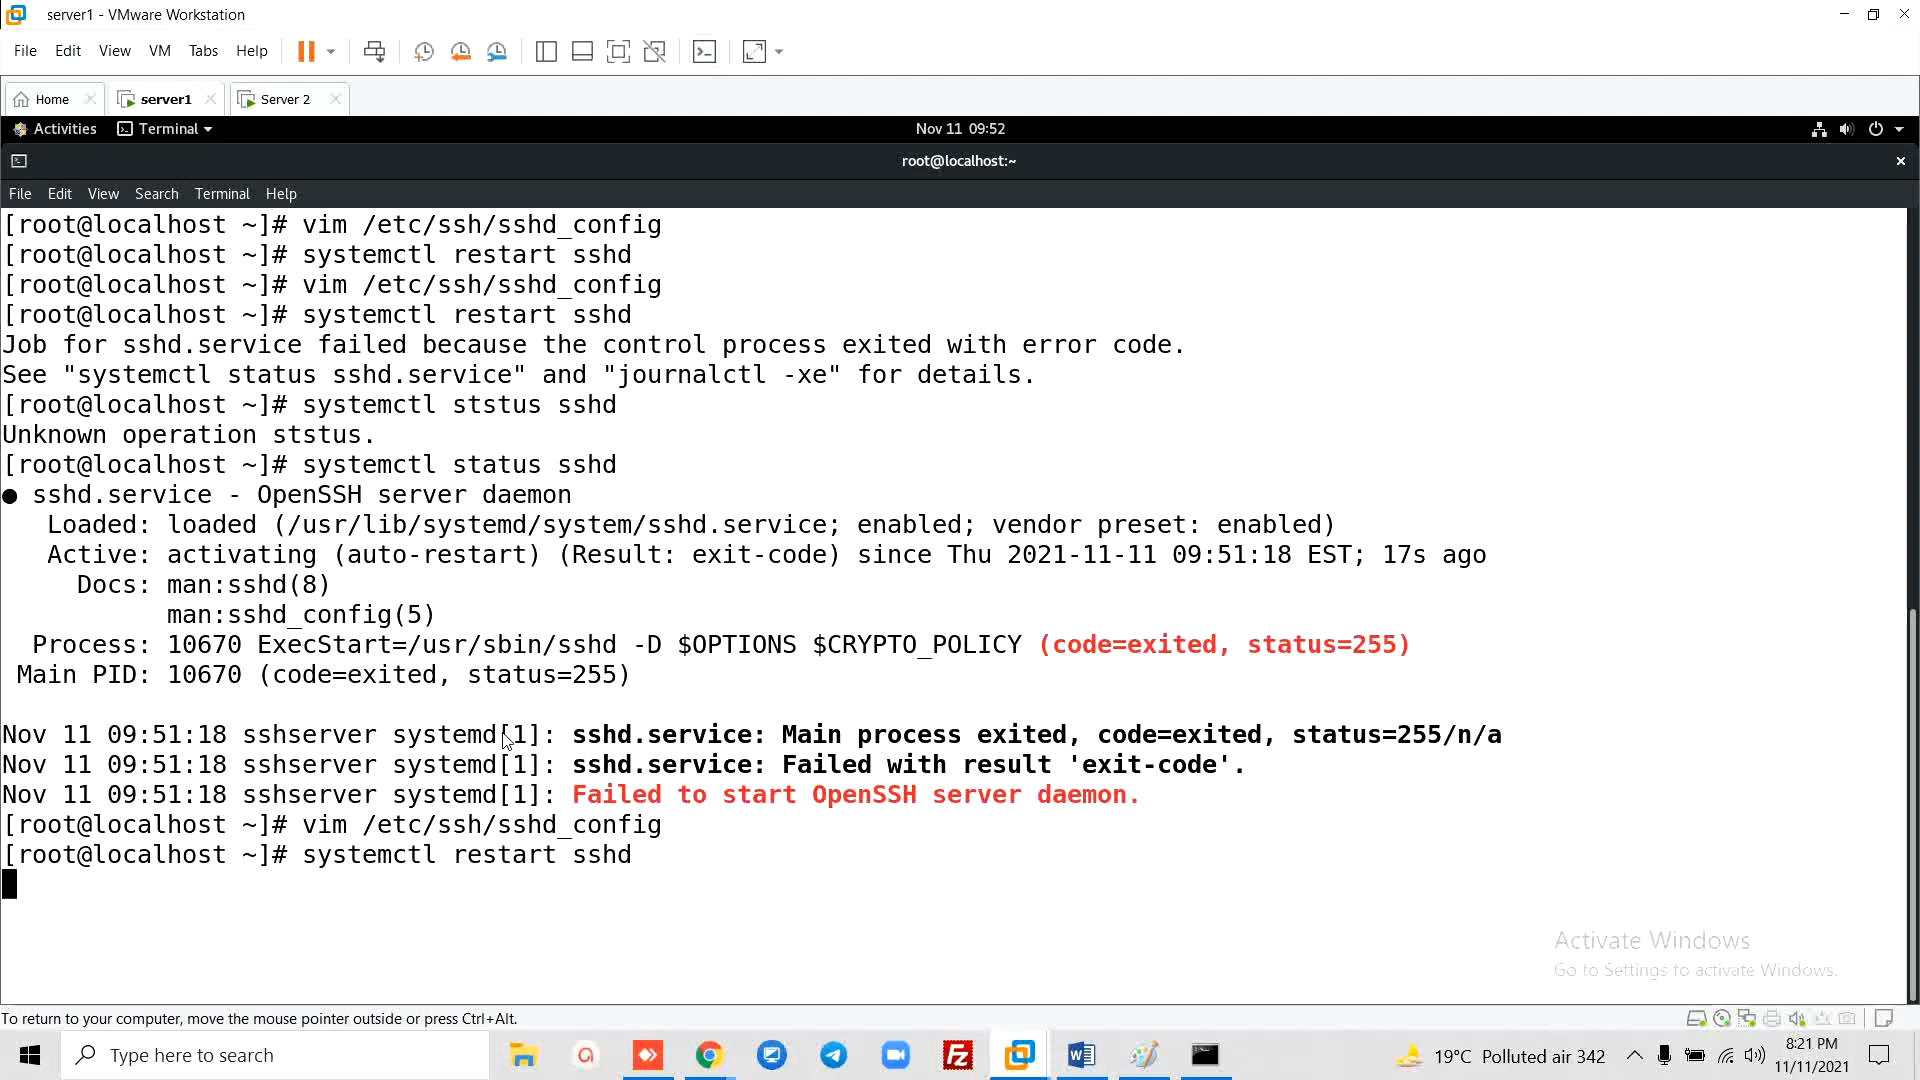 server1 - VMware Workstation
File Edit View VM Tabs Help
Home server1 Server 2
Activities Terminal Nov 11 09:52
root@localhost:~
File Edit View Search Terminal Help
[root@localhost ~]# vim /etc/ssh/sshd_config
[root@localhost ~]# systemctl restart sshd
[root@localhost ~]# vim /etc/ssh/sshd_config
[root@localhost ~]# systemctl restart sshd
Job for sshd.service failed because the control process exited with error code.
See "systemctl status sshd.service" and "journalctl -xe" for details.
[root@localhost ~]# systemctl ststus sshd
Unknown operation ststus.
[root@localhost ~]# systemctl status sshd
● sshd.service - OpenSSH server daemon
Loaded: loaded (/usr/lib/systemd/system/sshd.service; enabled; vendor preset: enabled)
Active: activating (auto-restart) (Result: exit-code) since Thu 2021-11-11 09:51:18 EST; 17s ago
Docs: man:sshd(8)
man:sshd_config(5)
Process: 10670 ExecStart=/usr/sbin/sshd -D $OPTIONS $CRYPTO_POLICY (code=exited, status=255)
Main PID: 10670 (code=exited, status=255)
Nov 11 09:51:18 sshserver systemd[1]: sshd.service: Main process exited, code=exited, status=255/n/a
Nov 11 09:51:18 sshserver systemd[1]: sshd.service: Failed with result 'exit-code'.
Nov 11 09:51:18 sshserver systemd[1]: Failed to start OpenSSH server daemon.
[root@localhost ~]# vim /etc/ssh/sshd_config
[root@localhost ~]# systemctl restart sshd
Activate Windows
Go to Settings to activate Windows.
To return to your computer, move the mouse pointer outside or press Ctrl+Alt.
Type here to search
19°C Polluted air 342
8:21 PM
11/11/2021